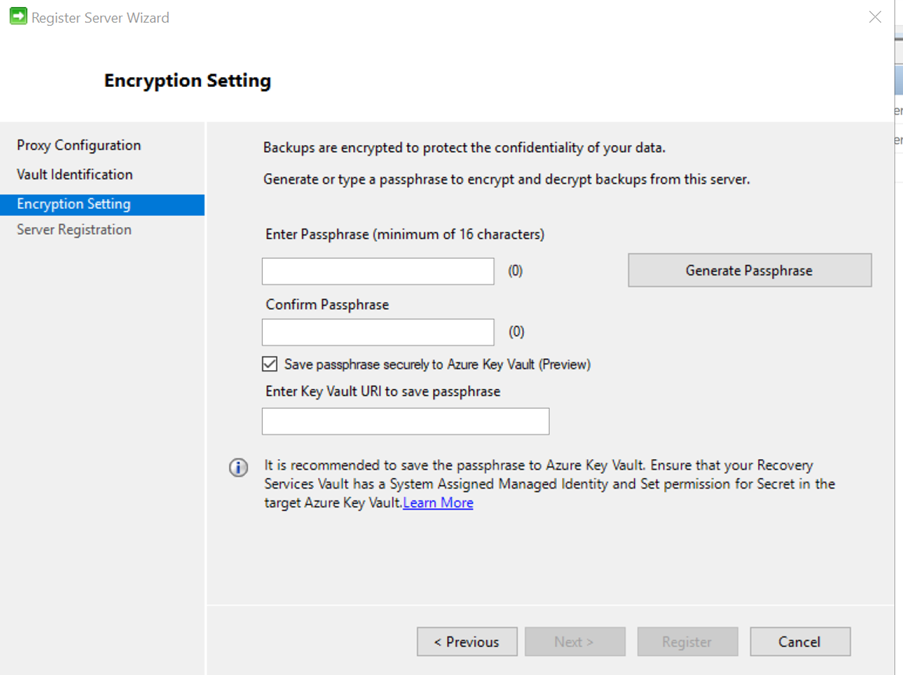 Register Server Wizard
Encryption Setting
Proxy Configuration
Vault Identification
Encryption Setting
Server Registration
Backups are encrypted to protect the confidentiality of your data.
Generate or type a passphrase to encrypt and decrypt backups from this server.
Enter Passphrase (minimum of 16 characters)
(0)
Generate Passphrase
Confirm Passphrase
(0)
Save passphrase securely to Azure Key Vault (Preview)
Enter Key Vault URI to save passphrase
It is recommended to save the passphrase to Azure Key Vault. Ensure that your Recovery
Services Vault has a System Assigned Managed Identity and Set permission for Secret in the
target Azure Key Vault.Learn More
< Previous
Next >
Register
Cancel